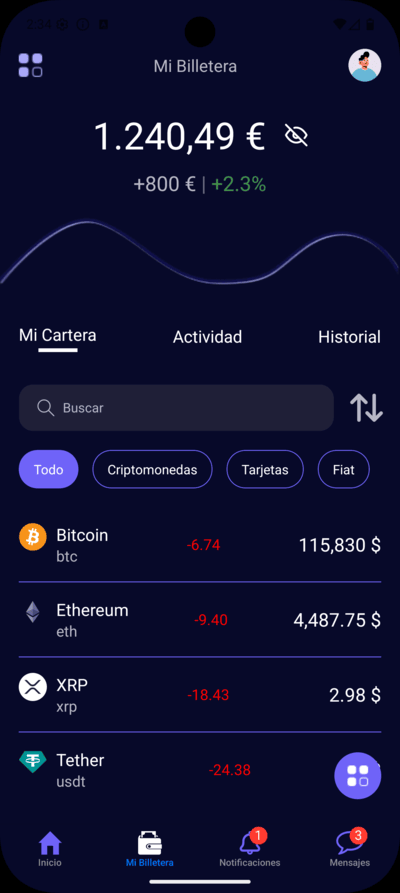 2:34
Mi Billetera
1.240,49 €
+800 € | +2.3%
Mi Cartera Actividad Historial
Buscar
Todo Criptomonedas Tarjetas Fiat
Bitcoin -6.74 115,830 $
btc
Ethereum -9.40 4,487.75 $
eth
XRP -18.43 2.98 $
xrp
Tether -24.38
usdt
1 3
Inicio Mi Billetera Notificaciones Mensajes